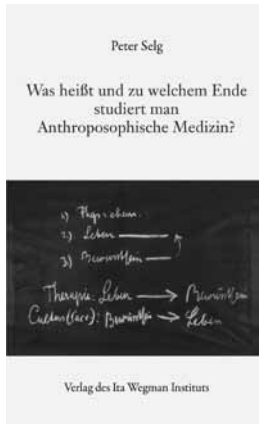 Peter Selg
Was heißt und zu welchem Ende
studiert man
Anthroposophische Medizin?
1)
2) Leben
3) Bewusstsein
Therapie: Leben → Bewusstsein
→ Leben
Verlag des Ita Wegman Instituts